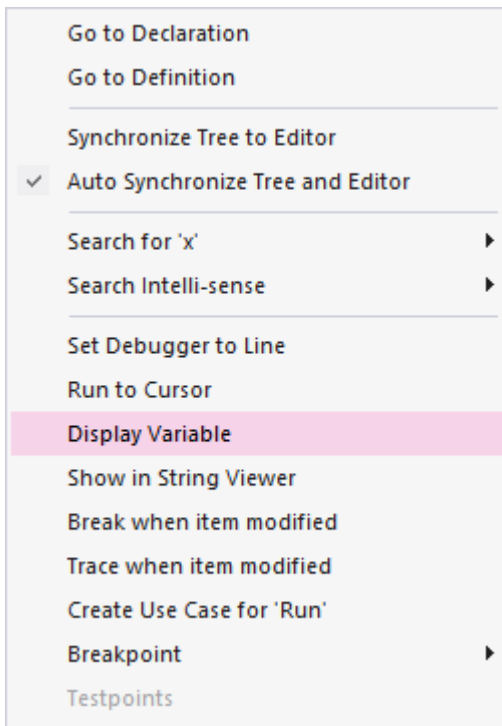 Go to Declaration
Go to Definition
Synchronize Tree to Editor
Auto Synchronize Tree and Editor
Search for 'x'
Search Intelli-sense
Set Debugger to Line
Run to Cursor
Display Variable
Show in String Viewer
Break when item modified
Trace when item modified
Create Use Case for 'Run'
Breakpoint
Testpoints